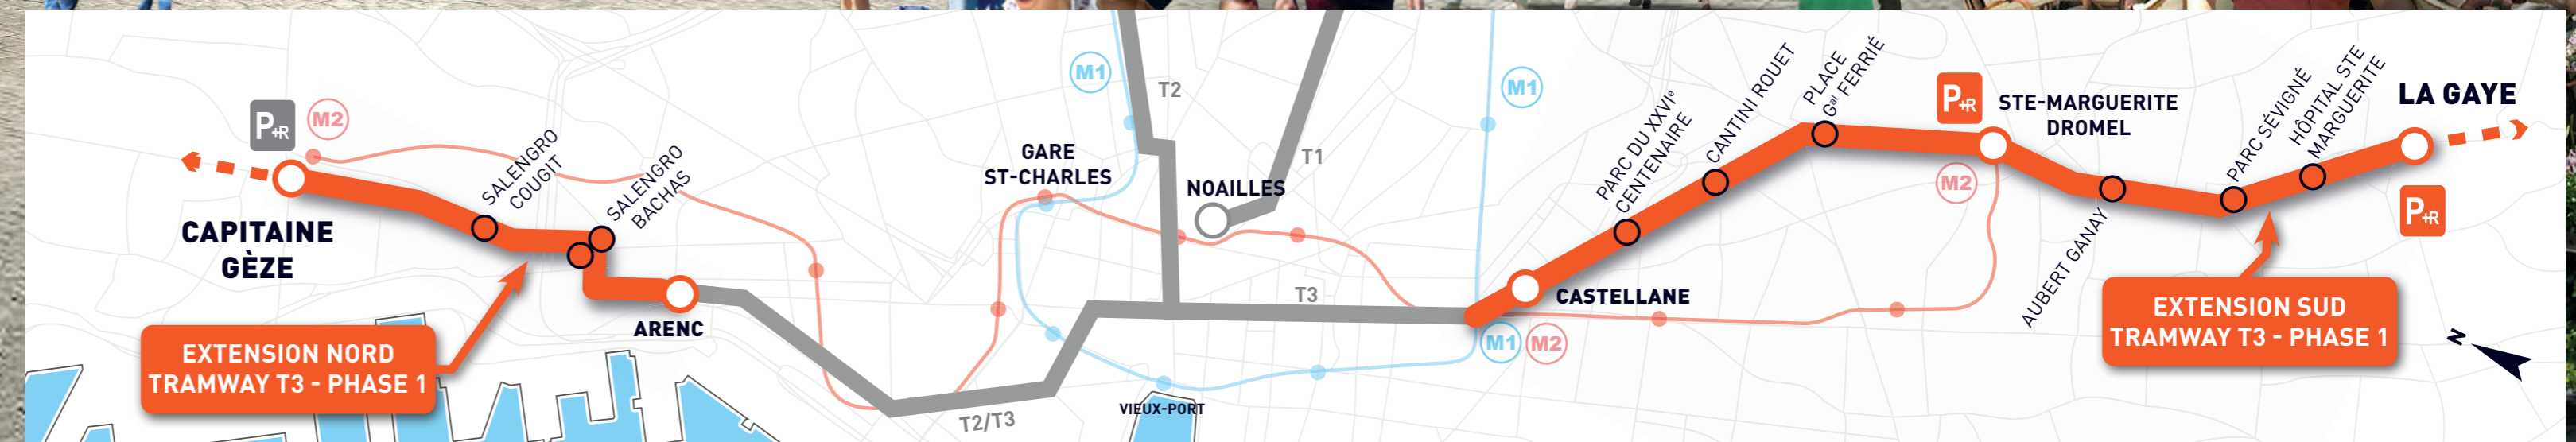 P+R
M2
CAPITAINE
GÈZE
SALENGRO
COUGIT
SALENGRO
BACHAS
ARENC
EXTENSION NORD
TRAMWAY T3 - PHASE 1
M1
T2
GARE
ST-CHARLES
NOAILLES
T1
T2/T3
VIEUX-PORT
T3
M1
M1
M2
CASTELLANE
PARC DU XXVIe
CENTENAIRE
CANTINI ROUET
PLACE
Gal FERRIÉ
P+R
STE-MARGUERITE
DROMEL
M2
AUBERT GANAY
PARC SÉVIGNÉ
HÔPITAL STE
MARGUERITE
LA GAYE
P+R
EXTENSION SUD
TRAMWAY T3 - PHASE 1
N